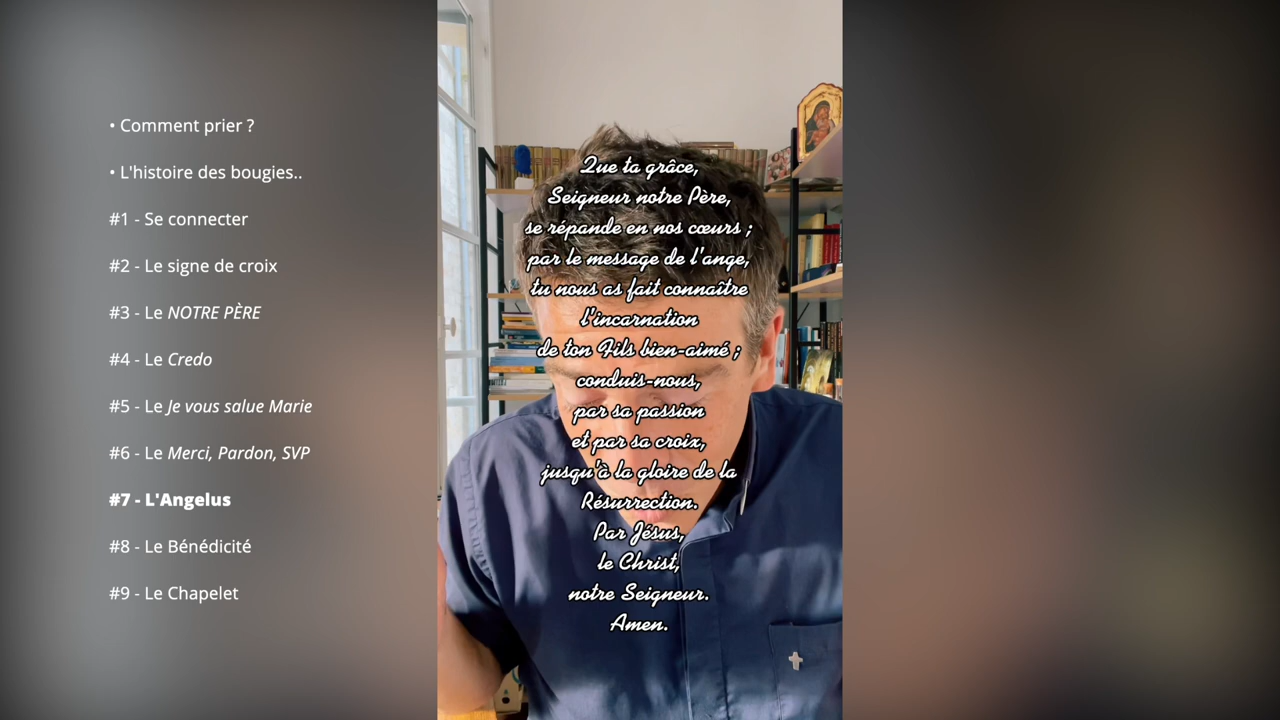 • Comment prier ?
• L'histoire des bougies..
#1 - Se connecter
#2 - Le signe de croix
#3 - Le NOTRE PÈRE
#4 - Le Credo
#5 - Le Je vous salue Marie
#6 - Le Merci, Pardon, SVP
#7 - L'Angelus
#8 - Le Bénédicité
#9 - Le Chapelet
Que ta grâce,
Seigneur notre Père,
se répande en nos cœurs ;
par le message de l'ange,
tu nous as fait connaître
l'incarnation
de ton Fils bien-aimé ;
conduis-nous,
par sa passion
et par sa croix,
jusqu'à la gloire de la
Résurrection.
Par Jésus,
le Christ,
notre Seigneur.
Amen.